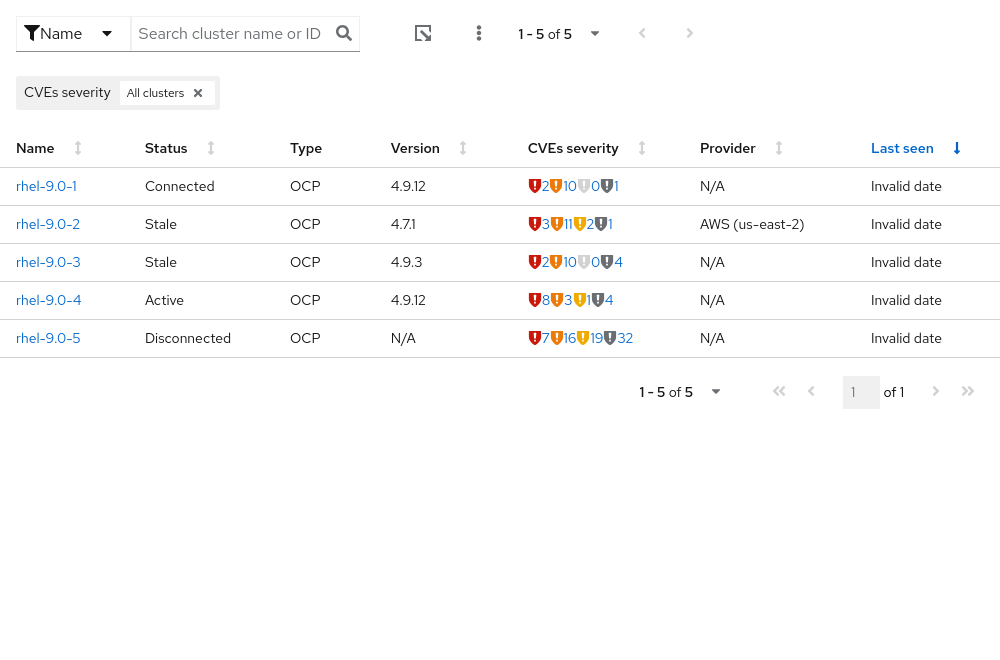 Name Search cluster name or ID 1 - 5 of 5
CVEs severity All clusters
Name Status Type Version CVEs severity Provider Last seen
rhel-9.0-1 Connected OCP 4.9.12 2 10 0 1 N/A Invalid date
rhel-9.0-2 Stale OCP 4.7.1 3 11 2 1 AWS (us-east-2) Invalid date
rhel-9.0-3 Stale OCP 4.9.3 2 10 0 4 N/A Invalid date
rhel-9.0-4 Active OCP 4.9.12 8 3 1 4 N/A Invalid date
rhel-9.0-5 Disconnected OCP N/A 7 16 19 32 N/A Invalid date
1 - 5 of 5 1 of 1